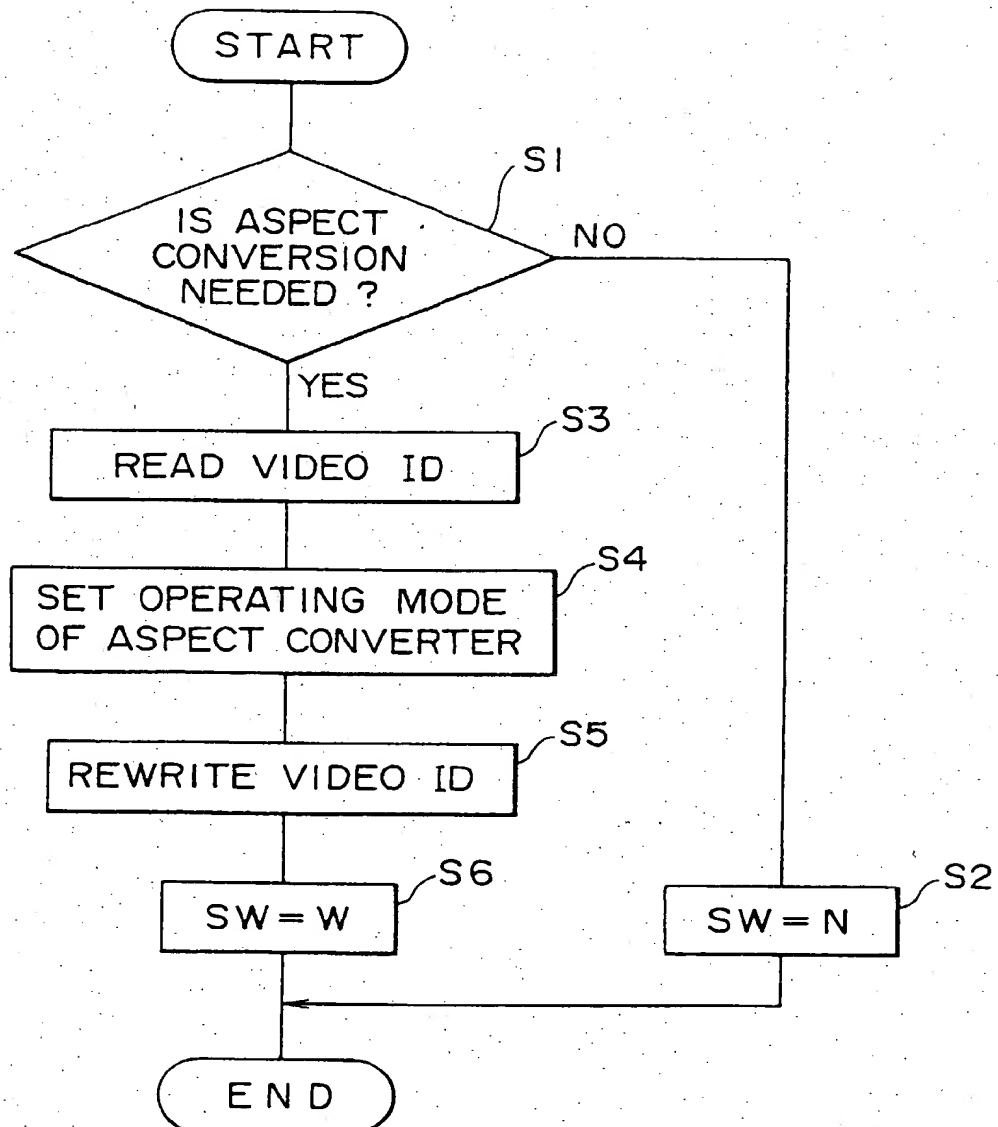 START
S1
IS ASPECT
CONVERSION
NEEDED ?
NO
YES
S3
READ VIDEO ID
S4
SET OPERATING MODE
OF ASPECT CONVERTER
S5
REWRITE VIDEO ID
S6
SW = W
S2
SW = N
END